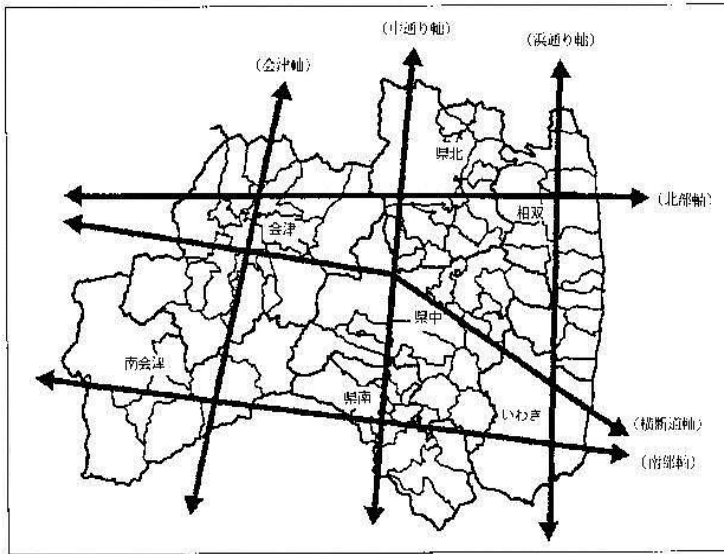 (中通り軸)
(浜通り軸)
(会津軸)
県北
(北部軸)
相双
会津
県中
南会津
県南
いわき
(横断道軸)
(南部軸)